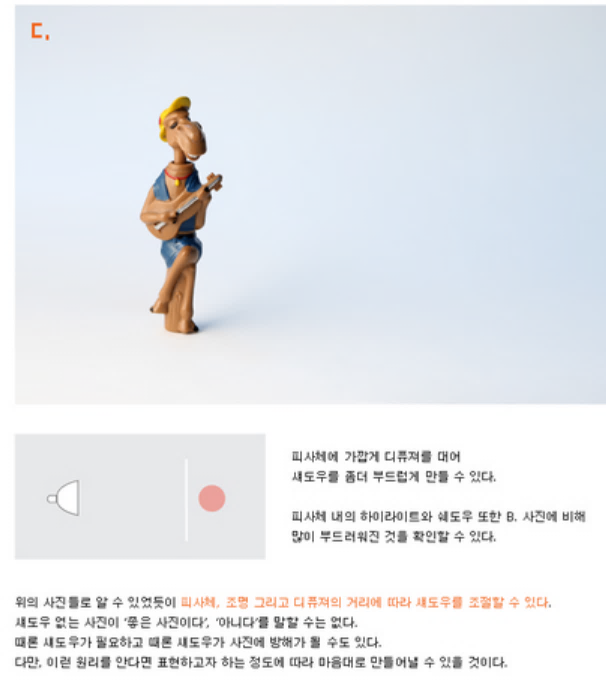 C.
피사체에 가깝게 디퓨져를 대어
섀도우를 좀더 부드럽게 만들 수 있다.
피사체 내의 하이라이트와 쉐도우 또한 B. 사진에 비해
많이 부드러워진 것을 확인할 수 있다.
위의 사진들로 알 수 있었듯이 피사체, 조명 그리고 디퓨져의 거리에 따라 섀도우를 조절할 수 있다.
섀도우 없는 사진이 '좋은 사진이다', '아니다'를 말할 수는 없다.
때론 섀도우가 필요하고 때론 섀도우가 사진에 방해가 될 수도 있다.
다만, 이런 원리를 안다면 표현하고자 하는 정도에 따라 마음대로 만들어낼 수 있을 것이다.